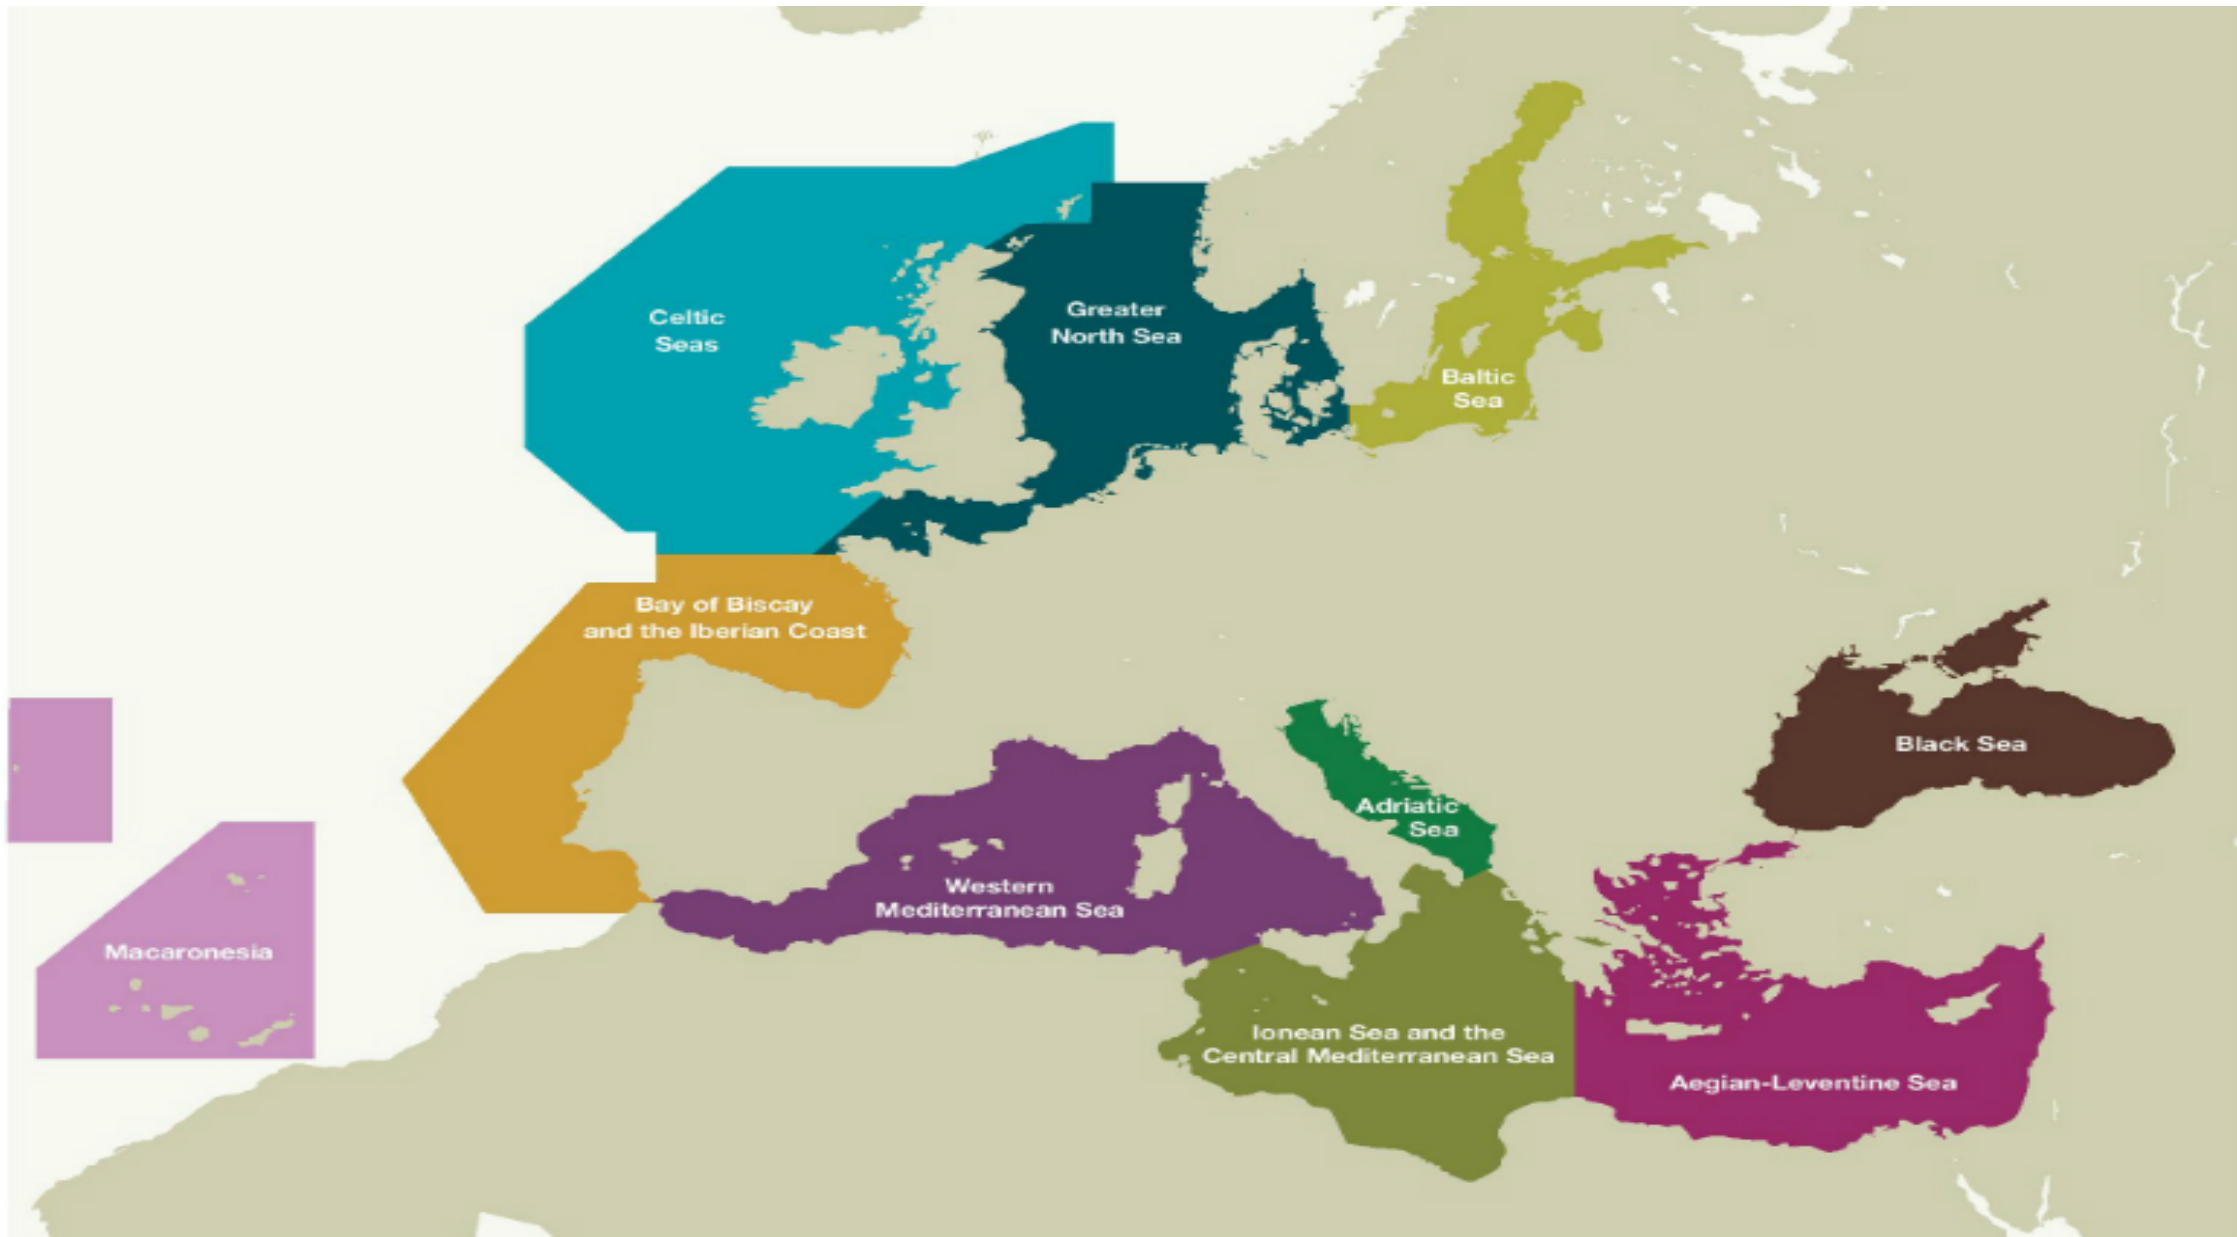 Celtic
Seas
Greater
North Sea
Baltic
Sea
Bay of Biscay
and the Iberian Coast
Black Sea
Adriatic
Sea
Western
Mediterranean Sea
Macaronesia
Ionean Sea and the
Central Mediterranean Sea
Aegian-Leventine Sea